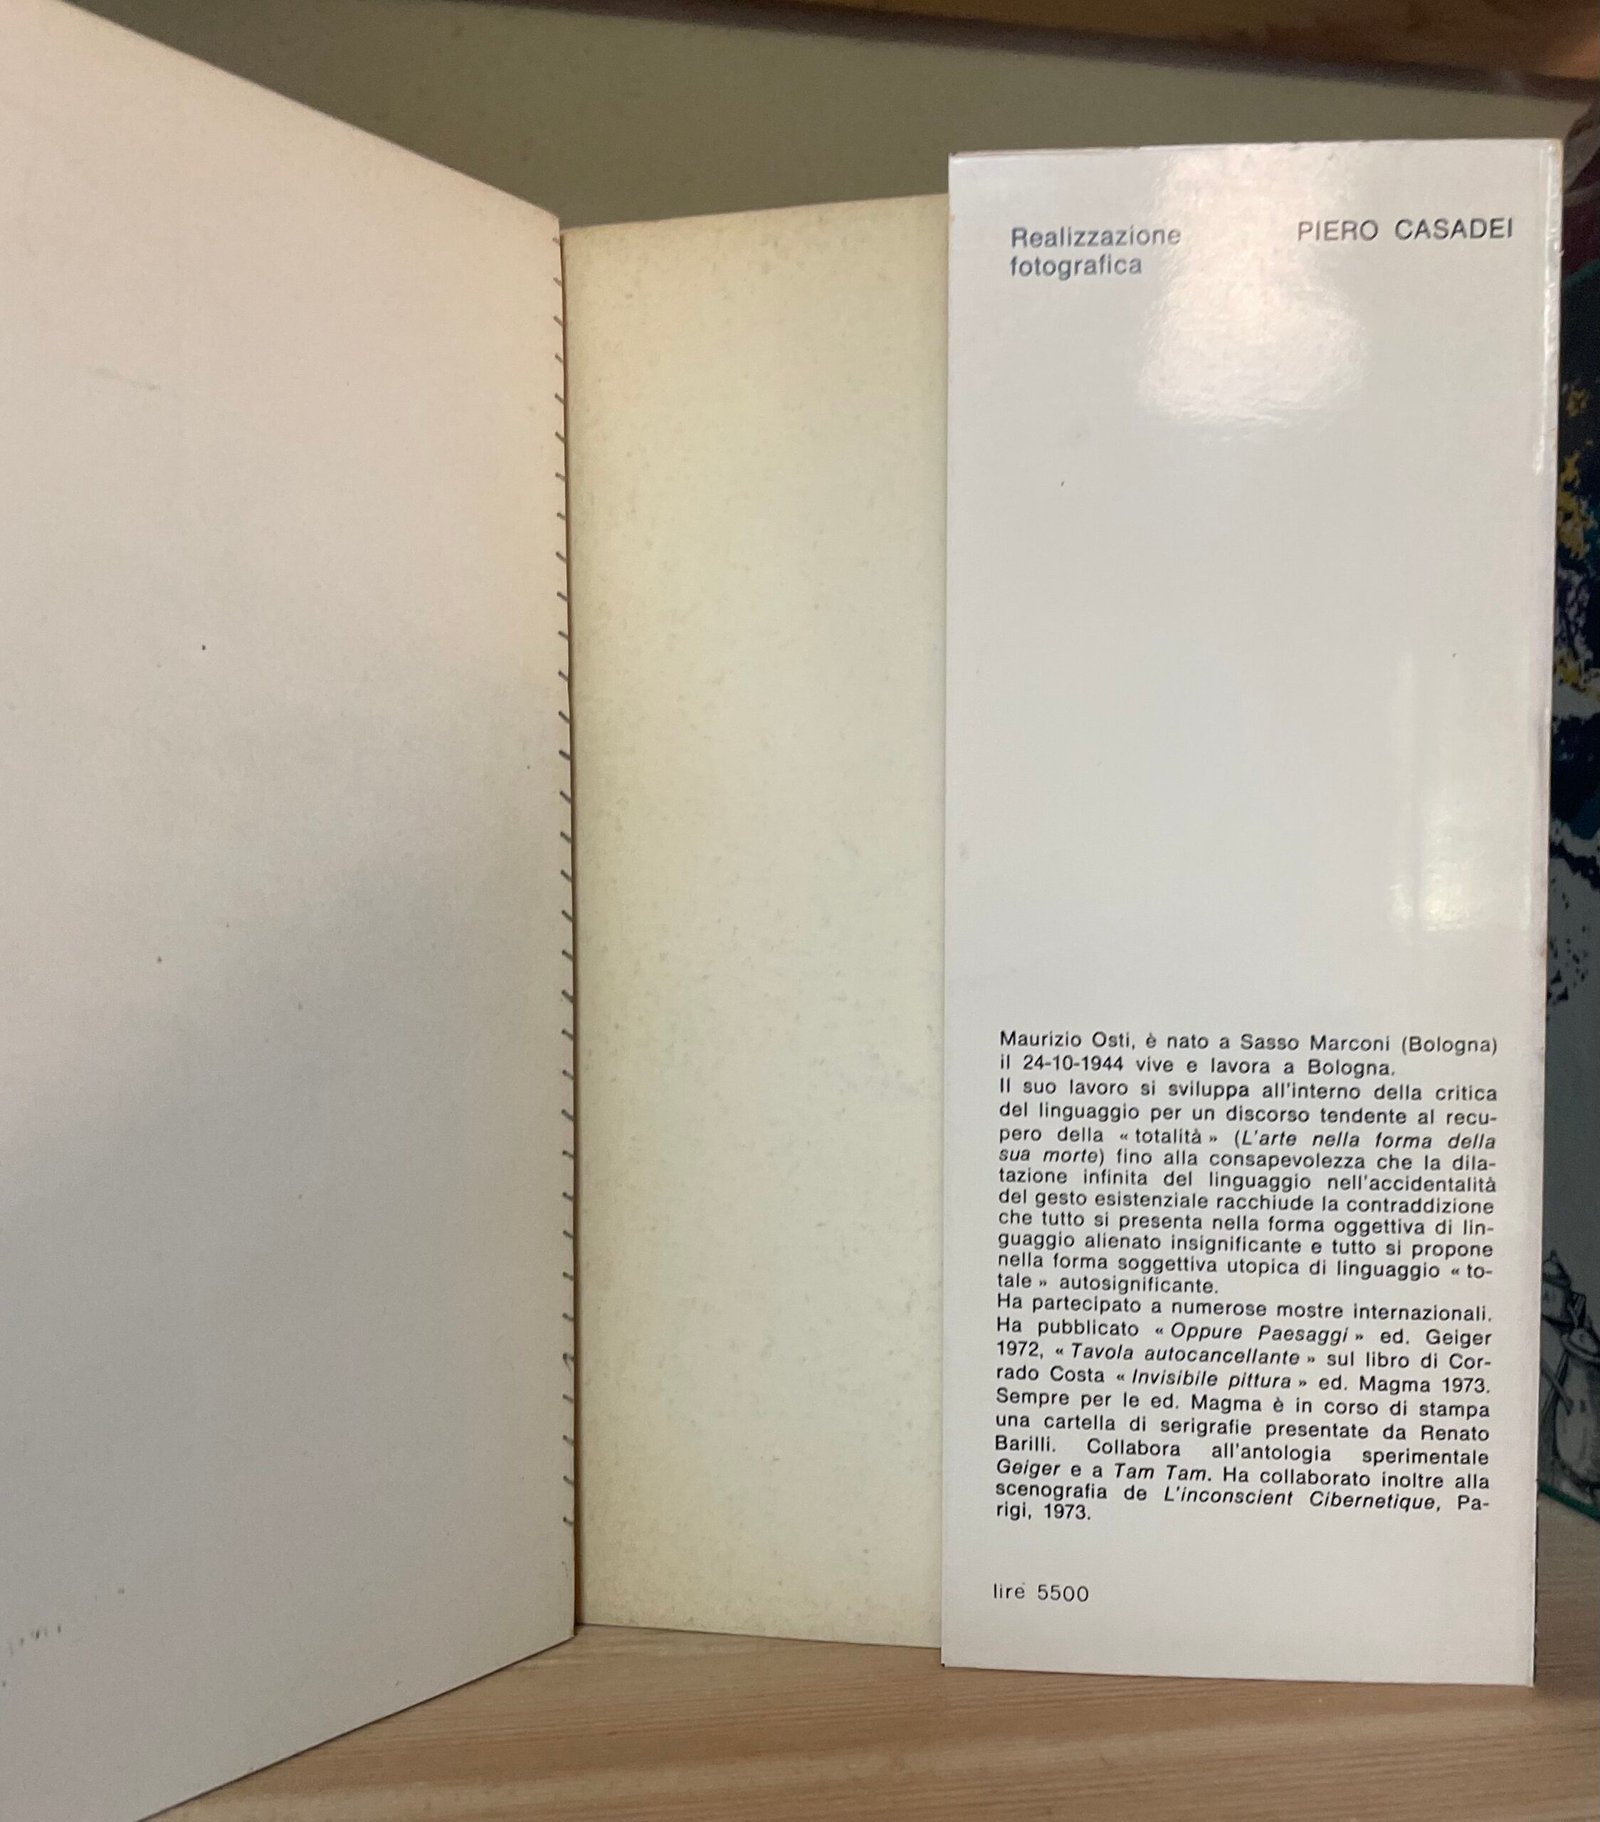 Realizzazione PIERO CASADEI
fotografica
Maurizio Osti, è nato a Sasso Marconi (Bologna)
il 24-10-1944 vive e lavora a Bologna.
Il suo lavoro si sviluppa all'interno della critica
del linguaggio per un discorso tendente al recu-
pero della « totalità » (L'arte nella forma della
sua morte) fino alla consapevolezza che la dila-
tazione infinita del linguaggio nell'accidentalità
del gesto esistenziale racchiude la contraddizione
che tutto si presenta nella forma oggettiva di lin-
guaggio alienato insignificante e tutto si propone
nella forma soggettiva utopica di linguaggio « to-
tale » autosignificante.
Ha partecipato a numerose mostre internazionali.
Ha pubblicato « Oppure Paesaggi » ed. Geiger
1972, « Tavola autocancellante » sul libro di Cor-
rado Costa « Invisibile pittura » ed. Magma 1973.
Sempre per le ed. Magma è in corso di stampa
una cartella di serigrafie presentate da Renato
Barilli. Collabora all'antologia sperimentale
Geiger e a Tam Tam. Ha collaborato inoltre alla
scenografia de L'inconscient Cibernetique, Pa-
rigi, 1973.
lire 5500